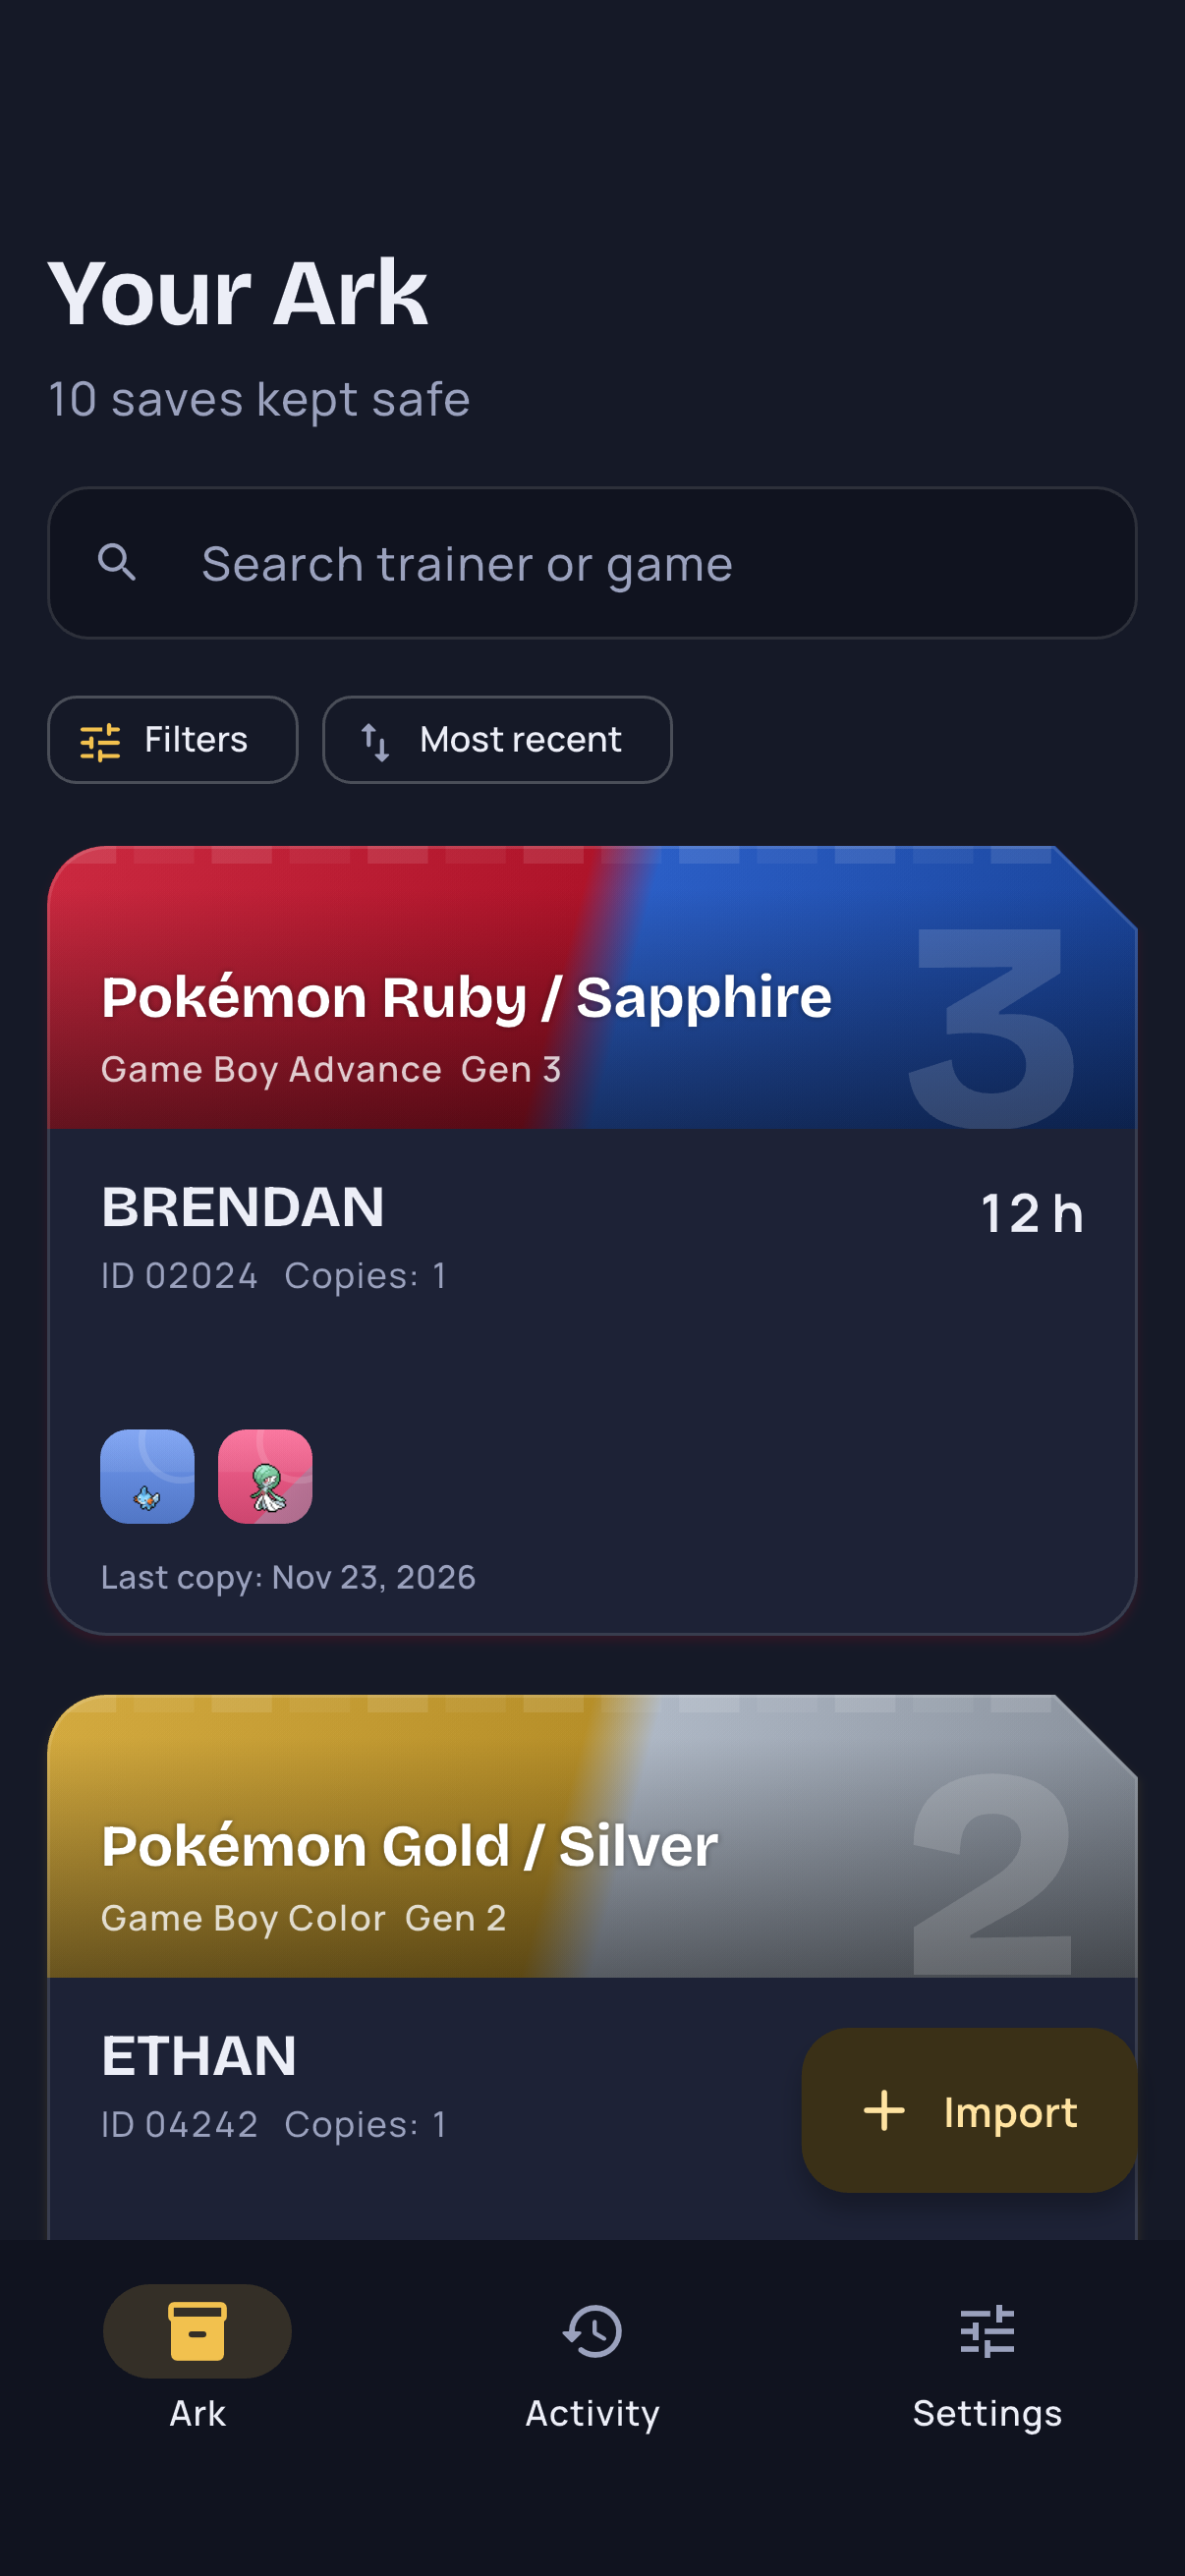 Your Ark
10 saves kept safe
Search trainer or game
Filters
Most recent
3
Pokémon Ruby / Sapphire
Game Boy Advance Gen 3
BRENDAN
12 h
ID 02024 Copies: 1
Last copy: Nov 23, 2026
2
Pokémon Gold / Silver
Game Boy Color Gen 2
ETHAN
ID 04242 Copies: 1
Import
Ark
Activity
Settings